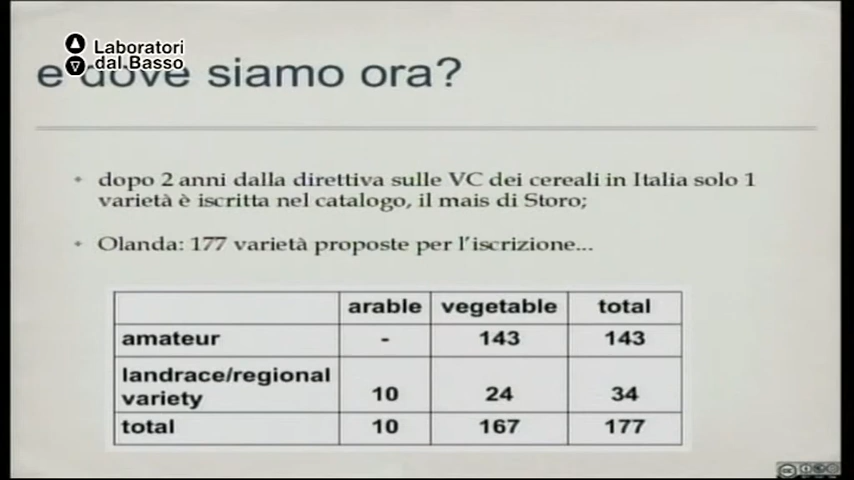 Laboratori
dal Basso
e dove siamo ora?
dopo 2 anni dalla direttiva sulle VC dei cereali in Italia solo 1
varietà è iscritta nel catalogo, il mais di Storo;
Olanda: 177 varietà proposte per l'iscrizione...
arable vegetable total
amateur - 143 143
landrace/regional
variety 10 24 34
total 10 167 177